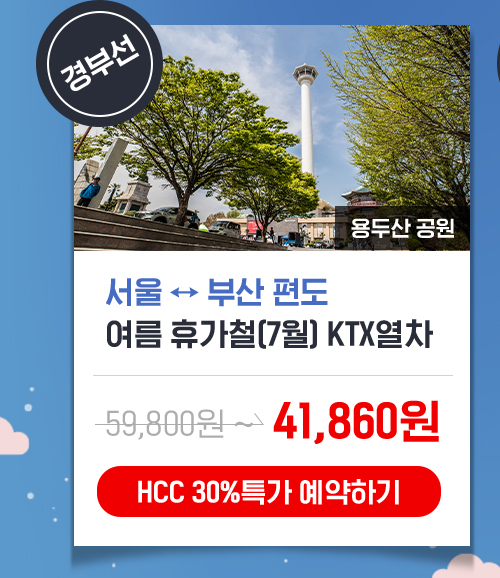 경부선
용두산 공원
서울 ↔ 부산 편도
여름 휴가철(7월) KTX열차
59,800원 ~ 41,860원
HCC 30%특가 예약하기